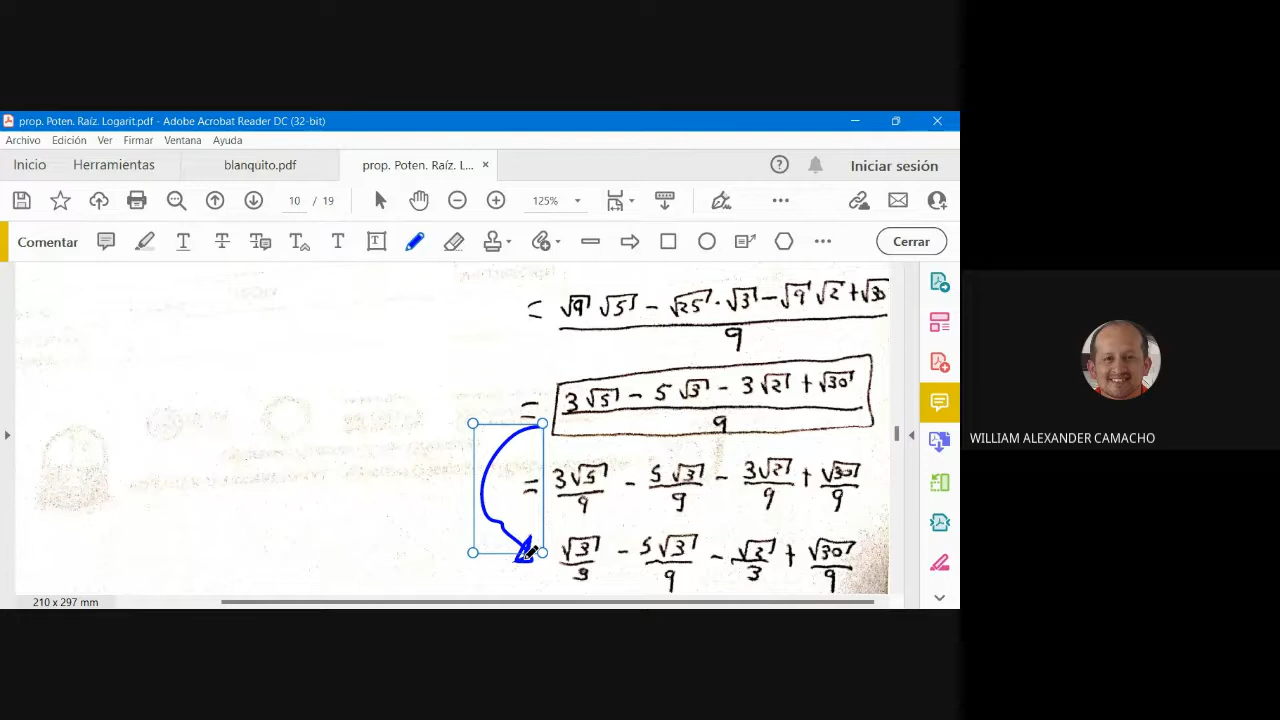 prop. Poten. Raíz. Logarit.pdf - Adobe Acrobat Reader DC (32-bit)
Archivo Edición Ver Firmar Ventana Ayuda
Inicio Herramientas blanquito.pdf prop. Poten. Raíz. L... × Iniciar sesión
10 / 19 125%
Comentar Cerrar
= (√9 √5 - √25 · √3 - √9 √2 + √30) / 9
= (3√5 - 5√3 - 3√2 + √30) / 9
= 3√5/9 - 5√3/9 - 3√2/9 + √30/9
√3/3 - 5√3/9 - √2/3 + √30/9
210 x 297 mm
WILLIAM ALEXANDER CAMACHO